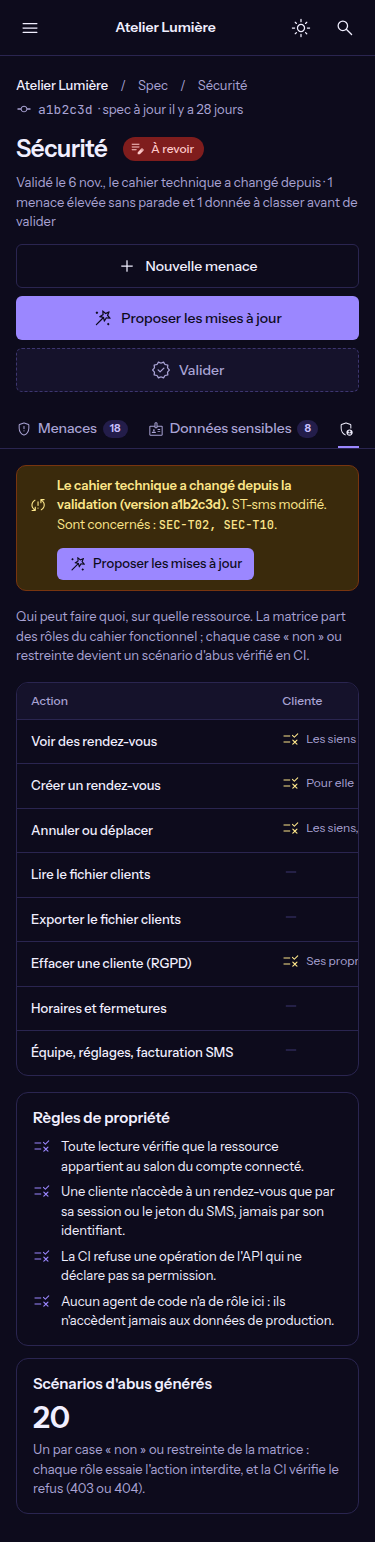 Atelier Lumière
Atelier Lumière / Spec / Sécurité
a1b2c3d · spec à jour il y a 28 jours
Sécurité À revoir
Validé le 6 nov., le cahier technique a changé depuis · 1
menace élevée sans parade et 1 donnée à classer avant de
valider
Nouvelle menace
Proposer les mises à jour
Valider
Menaces 18 Données sensibles 8
Le cahier technique a changé depuis la
validation (version a1b2c3d). ST-sms modifié.
Sont concernés : SEC-T02, SEC-T10.
Proposer les mises à jour
Qui peut faire quoi, sur quelle ressource. La matrice part
des rôles du cahier fonctionnel ; chaque case « non » ou
restreinte devient un scénario d'abus vérifié en CI.
Action Cliente
Voir des rendez-vous Les siens
Créer un rendez-vous Pour elle
Annuler ou déplacer Les siens,
Lire le fichier clients —
Exporter le fichier clients —
Effacer une cliente (RGPD) Ses propr
Horaires et fermetures —
Équipe, réglages, facturation SMS —
Règles de propriété
Toute lecture vérifie que la ressource
appartient au salon du compte connecté.
Une cliente n'accède à un rendez-vous que par
sa session ou le jeton du SMS, jamais par son
identifiant.
La CI refuse une opération de l'API qui ne
déclare pas sa permission.
Aucun agent de code n'a de rôle ici : ils
n'accèdent jamais aux données de production.
Scénarios d'abus générés
20
Un par case « non » ou restreinte de la matrice :
chaque rôle essaie l'action interdite, et la CI vérifie le
refus (403 ou 404).